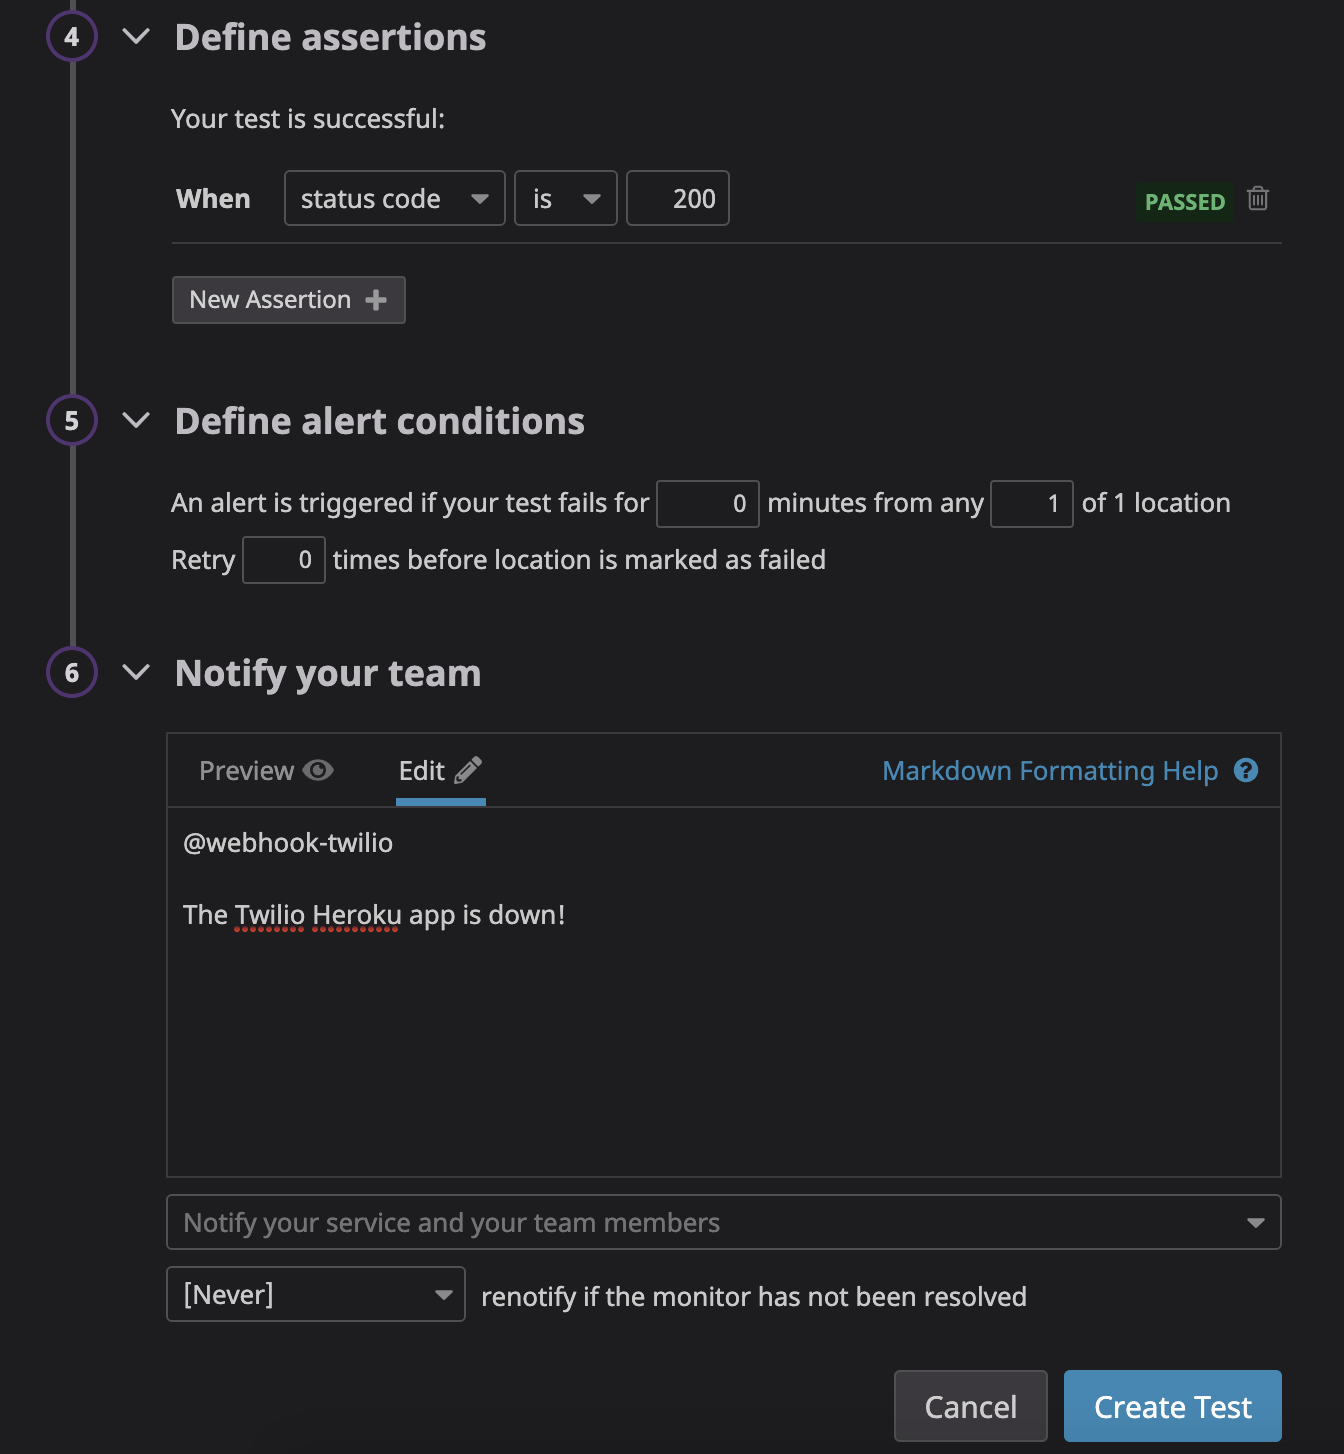 4 Define assertions
Your test is successful:
When status code is 200 PASSED
New Assertion +
5 Define alert conditions
An alert is triggered if your test fails for 0 minutes from any 1 of 1 location
Retry 0 times before location is marked as failed
6 Notify your team
Preview Edit Markdown Formatting Help ?
@webhook-twilio
The Twilio Heroku app is down!
Notify your service and your team members
[Never] renotify if the monitor has not been resolved
Cancel Create Test